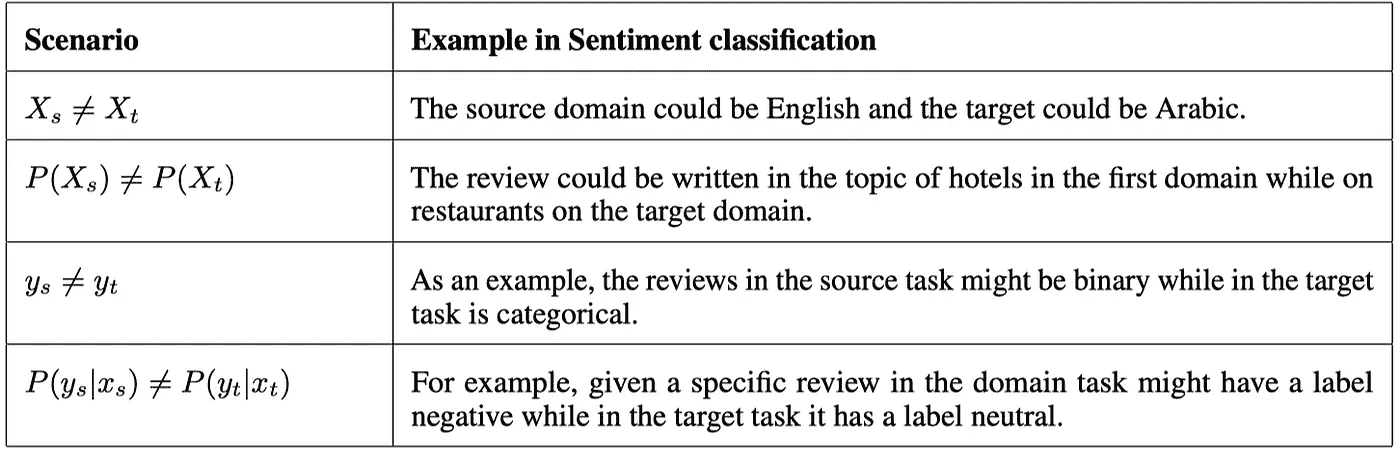 Scenario
Example in Sentiment classification
X_s ≠ X_t
The source domain could be English and the target could be Arabic.
P(X_s) ≠ P(X_t)
The review could be written in the topic of hotels in the first domain while on
restaurants on the target domain.
y_s ≠ y_t
As an example, the reviews in the source task might be binary while in the target
task is categorical.
P(y_s|x_s) ≠ P(y_t|x_t)
For example, given a specific review in the domain task might have a label
negative while in the target task it has a label neutral.